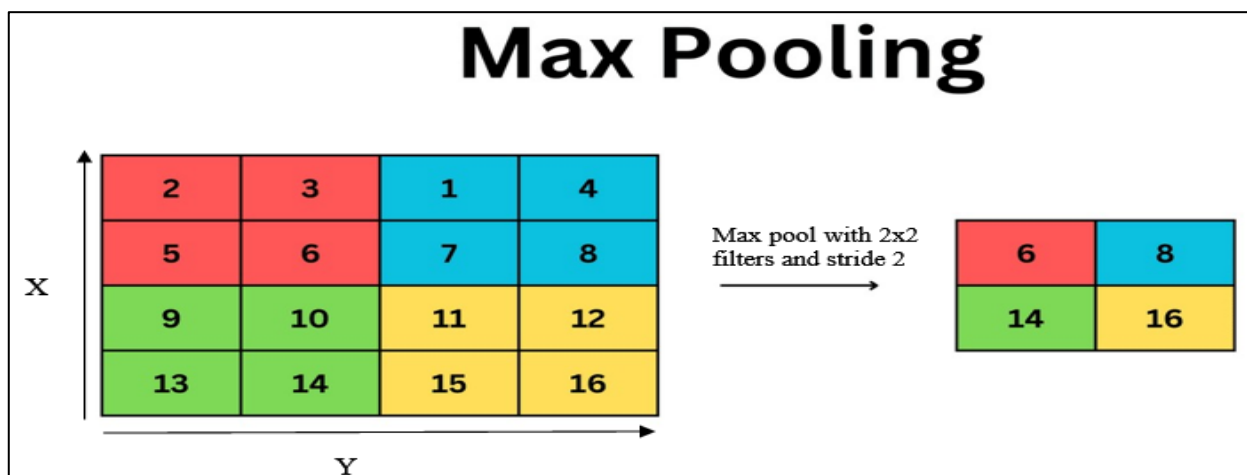 Max Pooling
2 3 1 4
5 6 7 8
9 10 11 12
13 14 15 16
X
Y
Max pool with 2x2
filters and stride 2
6 8
14 16